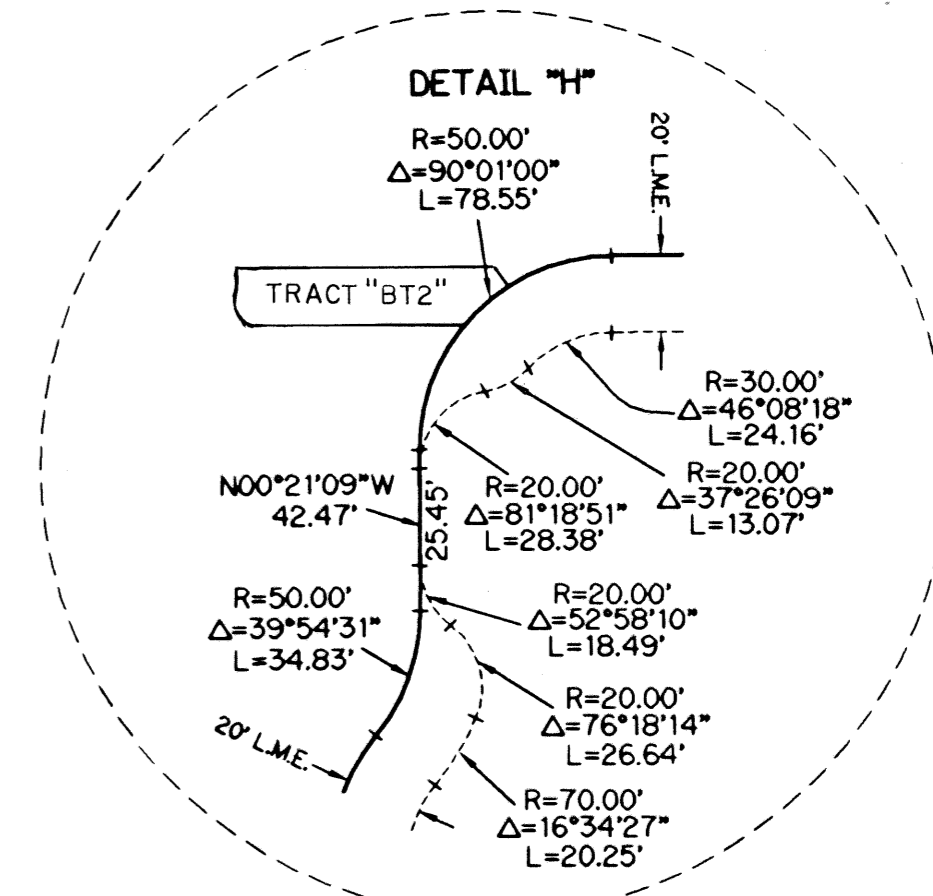 DETAIL "H"
R=50.00'
Δ=90°01'00"
L=78.55'
20' L.M.E.
TRACT "BT2"
R=30.00'
Δ=46°08'18"
L=24.16'
R=20.00'
Δ=37°26'09"
L=13.07'
N00°21'09"W
42.47'
25.45'
R=20.00'
Δ=81°18'51"
L=28.38'
R=50.00'
Δ=39°54'31"
L=34.83'
R=20.00'
Δ=52°58'10"
L=18.49'
R=20.00'
Δ=76°18'14"
L=26.64'
20' L.M.E.
R=70.00'
Δ=16°34'27"
L=20.25'